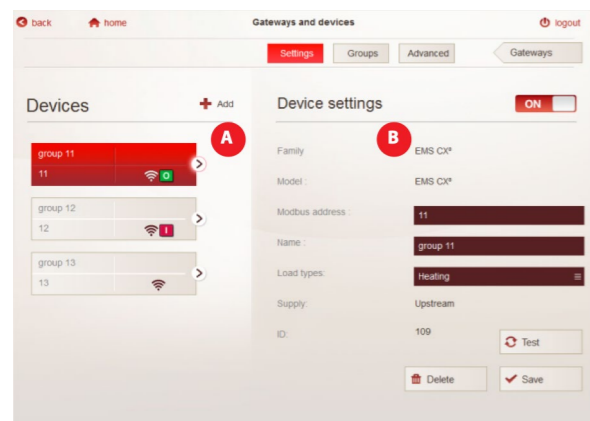 back home Gateways and devices logout
Settings Groups Advanced Gateways
Devices Add
A
group 11
11 O
group 12
12 I
group 13
13
Device settings ON
B
Family EMS CX³
Model : EMS CX³
Modbus address : 11
Name : group 11
Load types: Heating
Supply: Upstream
ID: 109
Test
Delete Save